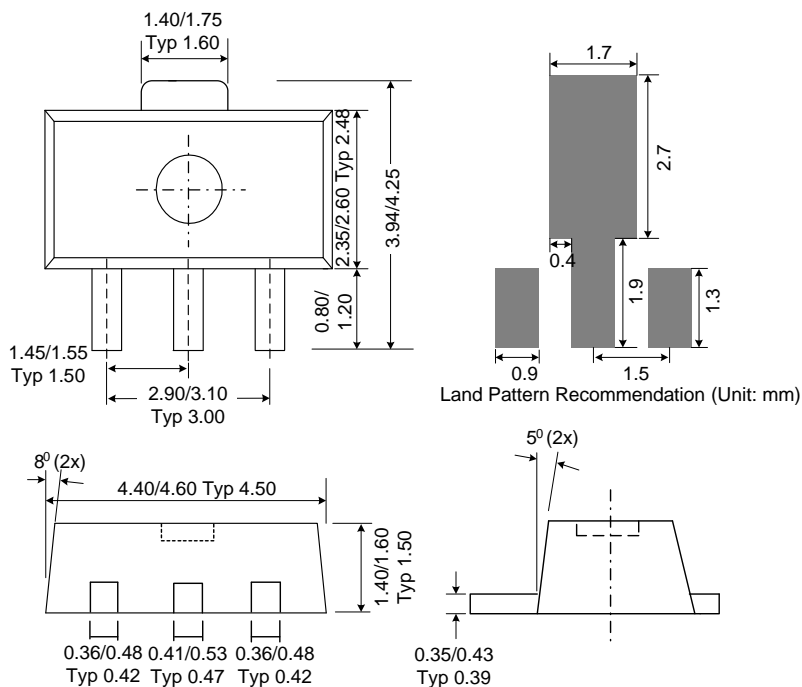 1.40/1.75
Typ 1.60
2.35/2.60 Typ 2.48
3.94/4.25
0.80/
1.20
1.45/1.55
Typ 1.50
2.90/3.10
Typ 3.00
1.7
2.7
0.4
1.9
1.3
0.9
1.5
Land Pattern Recommendation (Unit: mm)
8⁰ (2x)
4.40/4.60 Typ 4.50
1.40/1.60
Typ 1.50
0.36/0.48 0.41/0.53 0.36/0.48
Typ 0.42 Typ 0.47 Typ 0.42
5⁰ (2x)
0.35/0.43
Typ 0.39